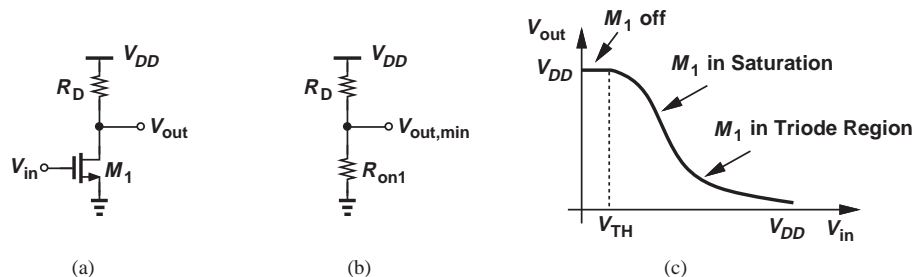 V_DD
R_D
V_out
V_in
M_1
(a)
V_DD
R_D
V_out,min
R_on1
(b)
V_out
M_1 off
V_DD
M_1 in Saturation
M_1 in Triode Region
V_TH
V_DD
V_in
(c)